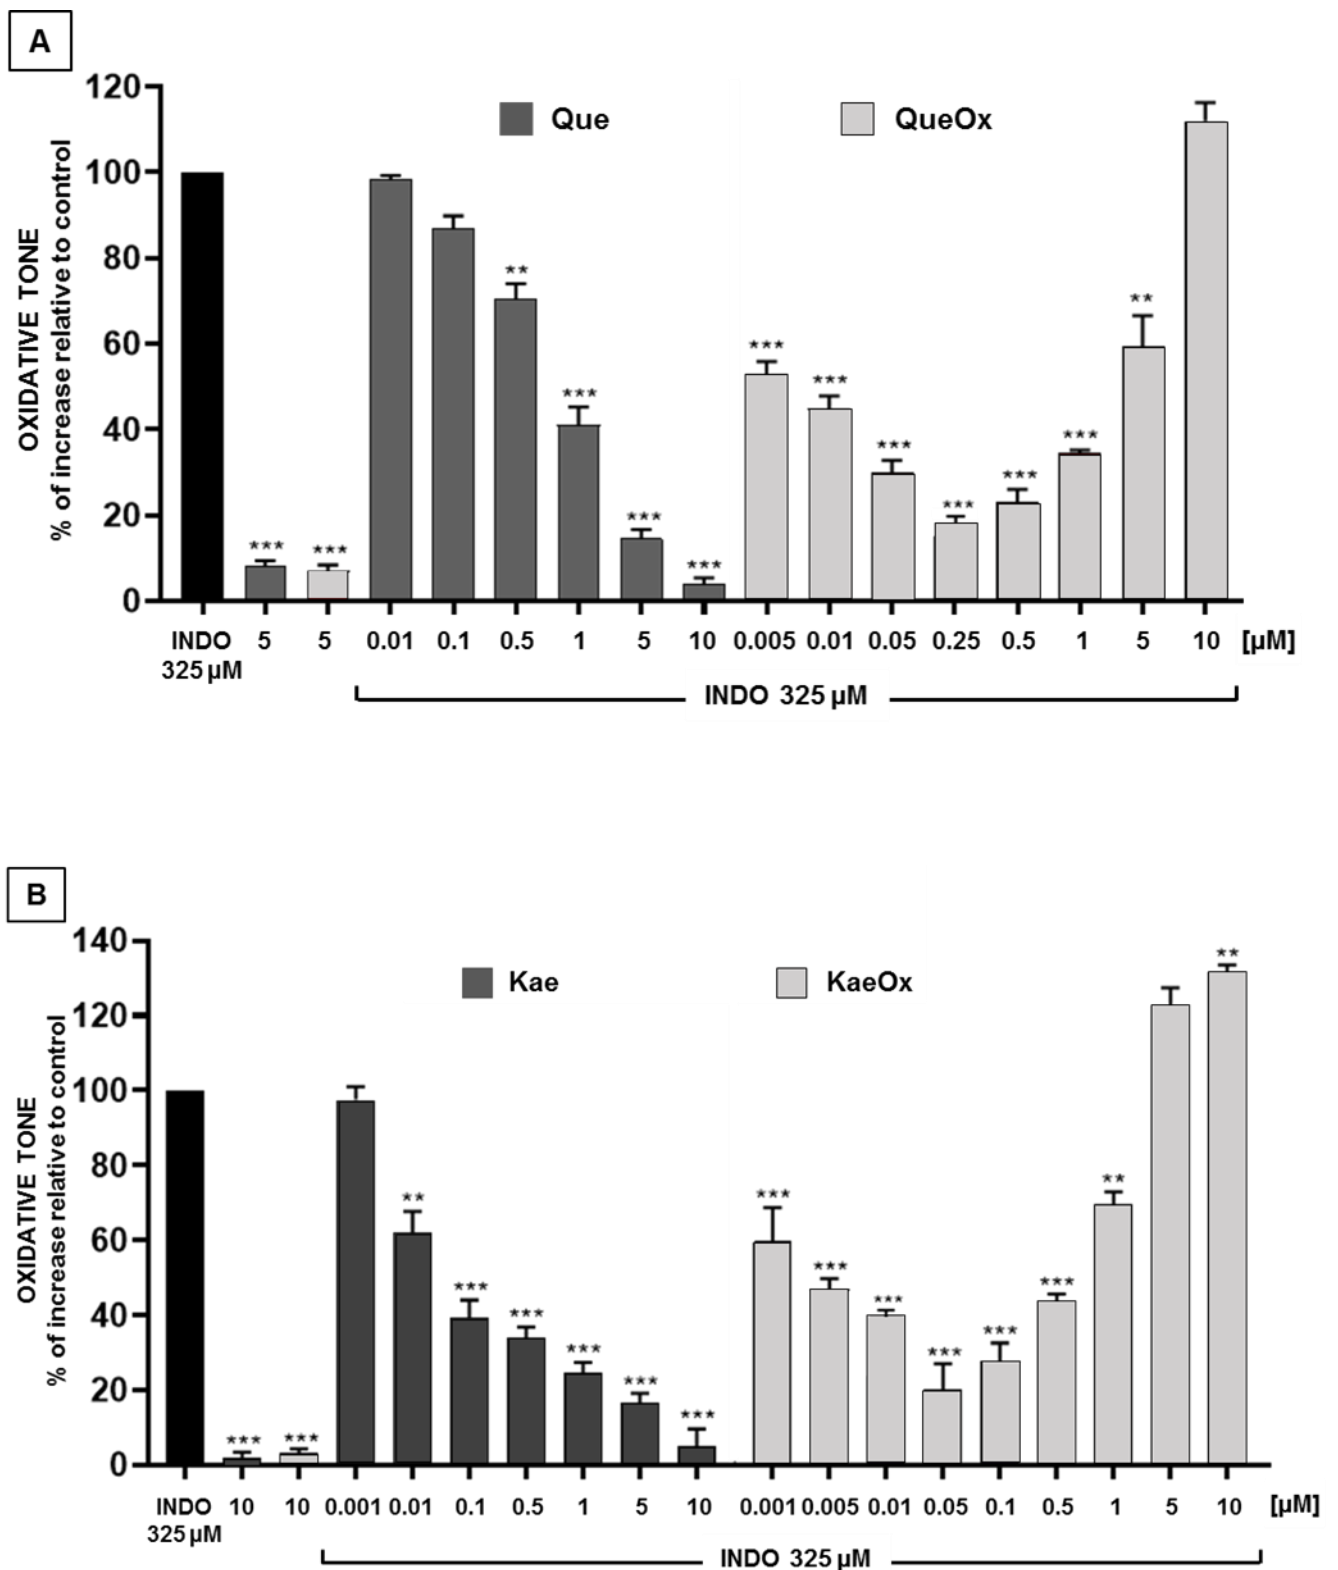 A
OXIDATIVE TONE
% of increase relative to control
120
100
80
60
40
20
0
Que
QueOx
** 
***
***
***
***
***
***
***
***
***
***
***
***
**
INDO
325 µM
5 5 0.01 0.1 0.5 1 5 10 0.005 0.01 0.05 0.25 0.5 1 5 10 [µM]
INDO 325 µM
B
OXIDATIVE TONE
% of increase relative to control
140
120
100
80
60
40
20
0
Kae
KaeOx
***
***
**
***
***
***
***
***
***
***
***
***
***
***
**
**
INDO
325 µM
10 10 0.001 0.01 0.1 0.5 1 5 10 0.001 0.005 0.01 0.05 0.1 0.5 1 5 10 [µM]
INDO 325 µM